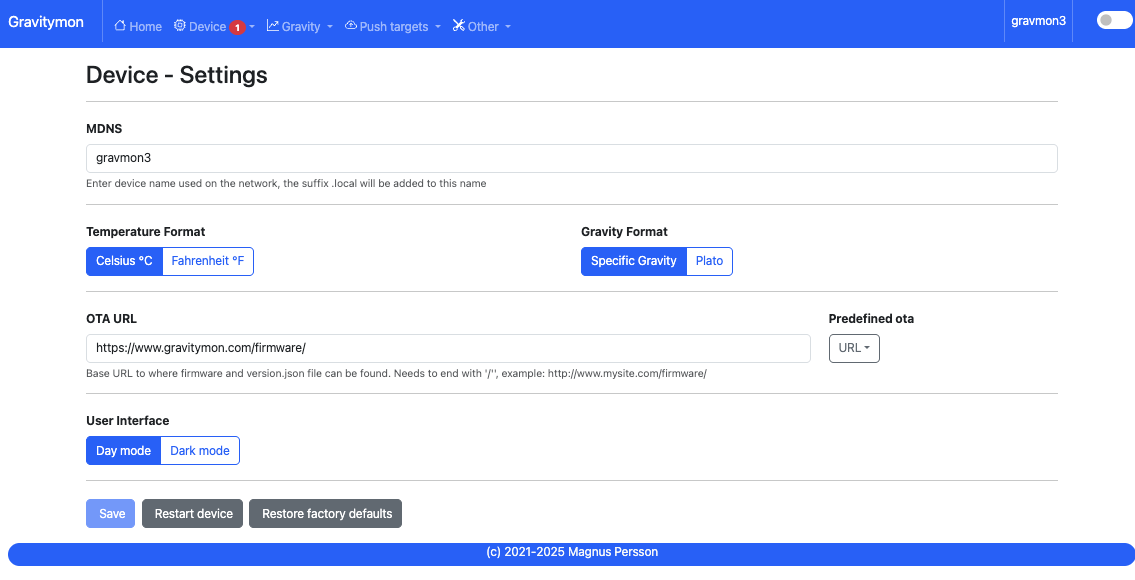 Gravitymon Home Device 1 Gravity Push targets Other gravmon3
Device - Settings
MDNS
gravmon3
Enter device name used on the network, the suffix .local will be added to this name
Temperature Format Gravity Format
Celsius °C Fahrenheit °F Specific Gravity Plato
OTA URL Predefined ota
https://www.gravitymon.com/firmware/ URL
Base URL to where firmware and version.json file can be found. Needs to end with '/'', example: http://www.mysite.com/firmware/
User Interface
Day mode Dark mode
Save Restart device Restore factory defaults
(c) 2021-2025 Magnus Persson